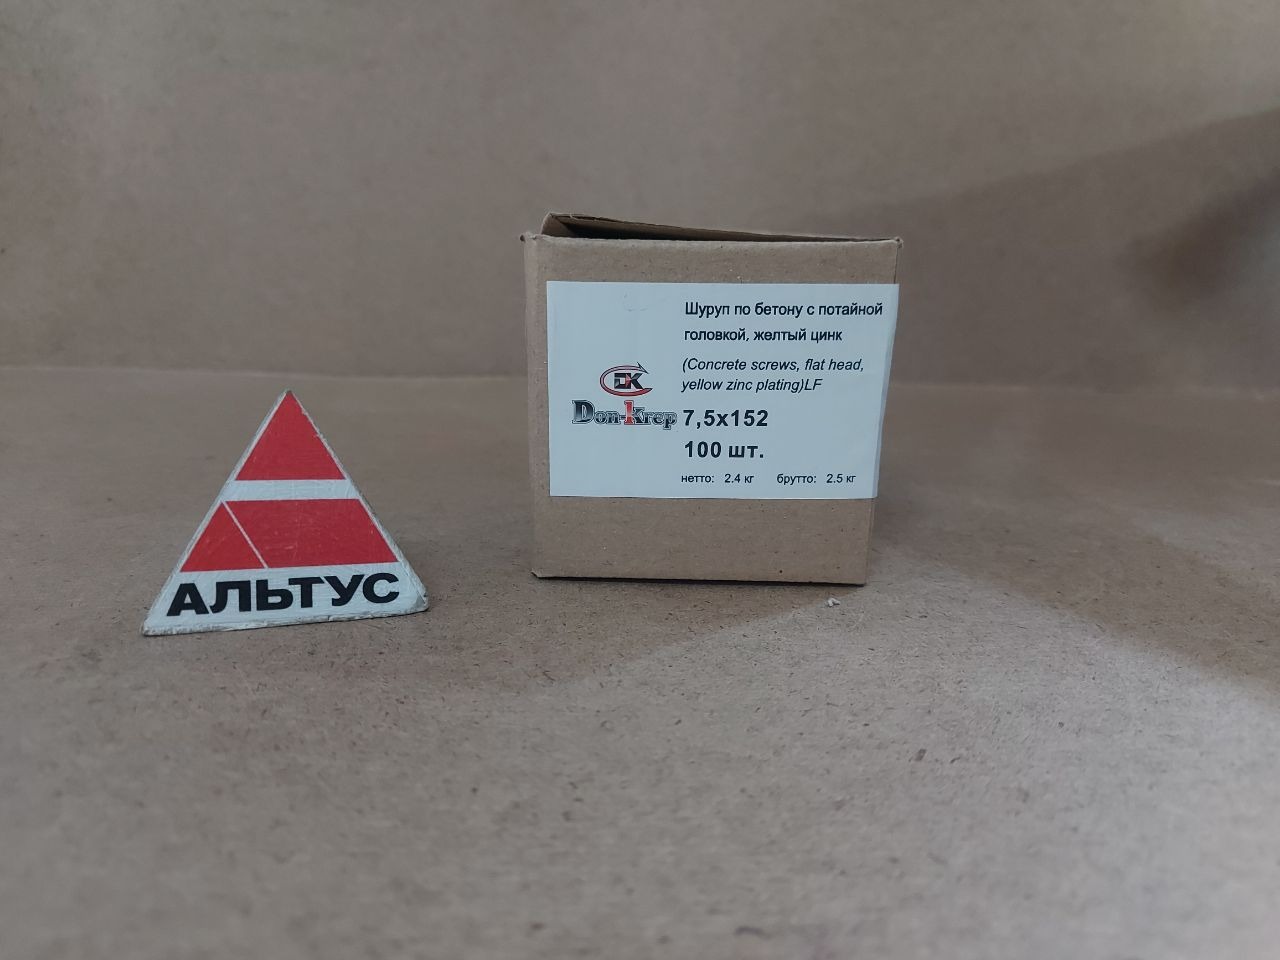 Шуруп по бетону с потайной
головкой, желтый цинк
(Concrete screws, flat head,
yellow zinc plating)LF
DK
Don-Krep
7,5x152
100 шт.
нетто: 2.4 кг брутто: 2.5 кг
АЛЬТУС